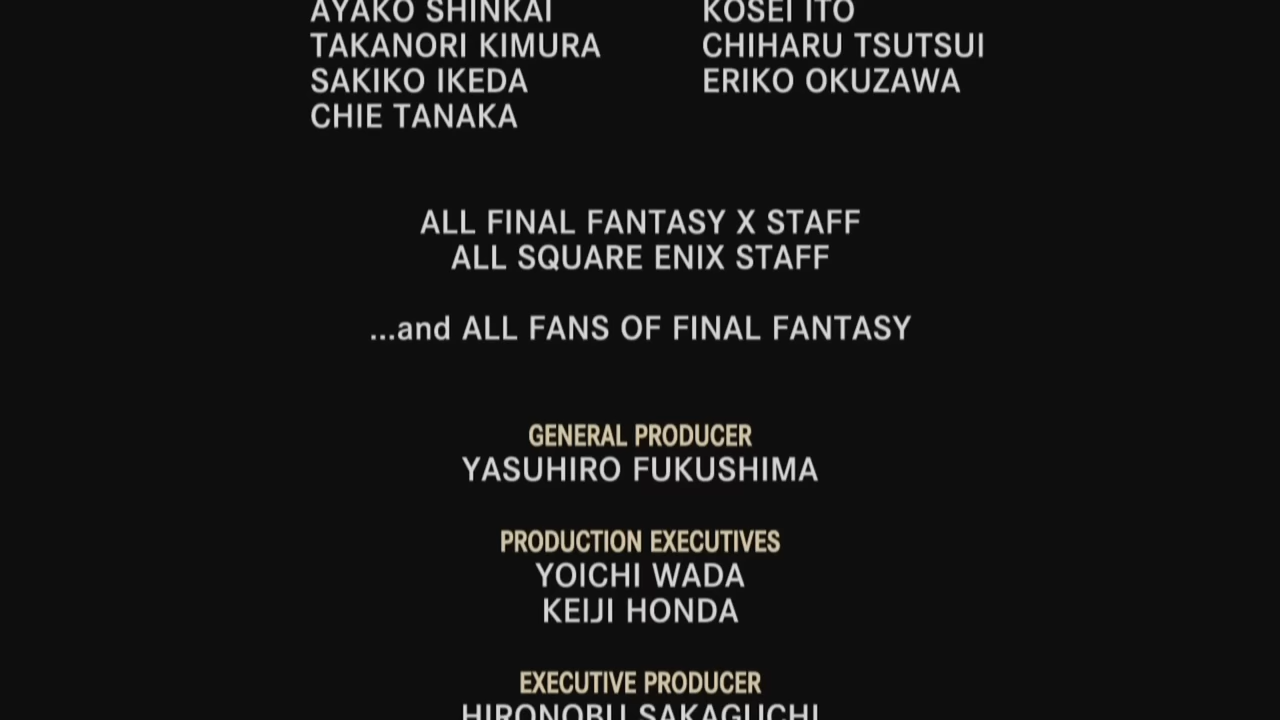 AYAKO SHINKAI
KOSEI ITO
TAKANORI KIMURA
CHIHARU TSUTSUI
SAKIKO IKEDA
ERIKO OKUZAWA
CHIE TANAKA
ALL FINAL FANTASY X STAFF
ALL SQUARE ENIX STAFF
...and ALL FANS OF FINAL FANTASY
GENERAL PRODUCER
YASUHIRO FUKUSHIMA
PRODUCTION EXECUTIVES
YOICHI WADA
KEIJI HONDA
EXECUTIVE PRODUCER
HIRONOBU SAKAGUCHI